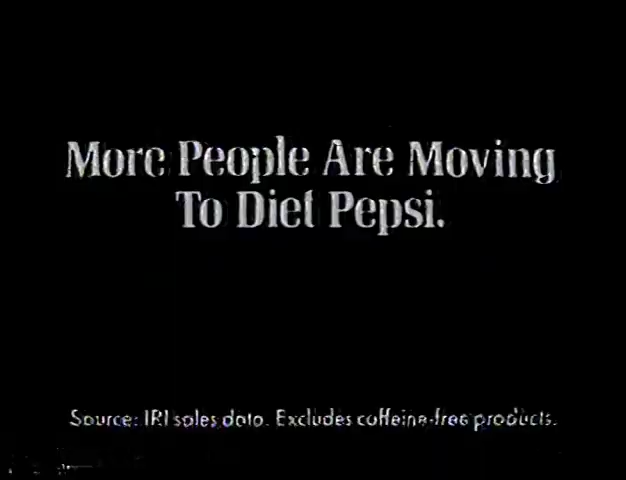 More People Are Moving
To Diet Pepsi.
Source: IRI sales data. Excludes caffeine-free products.